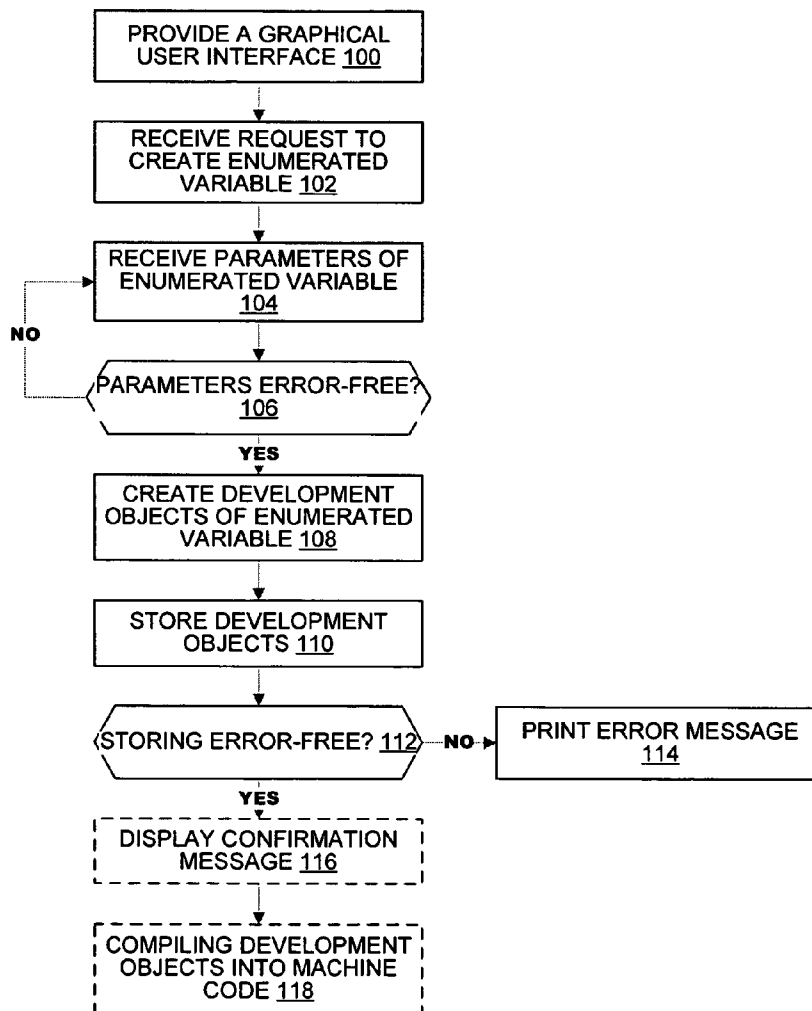 PROVIDE A GRAPHICAL
USER INTERFACE 100
RECEIVE REQUEST TO
CREATE ENUMERATED
VARIABLE 102
RECEIVE PARAMETERS OF
ENUMERATED VARIABLE
104
NO
PARAMETERS ERROR-FREE?
106
YES
CREATE DEVELOPMENT
OBJECTS OF ENUMERATED
VARIABLE 108
STORE DEVELOPMENT
OBJECTS 110
STORING ERROR-FREE? 112
NO
PRINT ERROR MESSAGE
114
YES
DISPLAY CONFIRMATION
MESSAGE 116
COMPILING DEVELOPMENT
OBJECTS INTO MACHINE
CODE 118